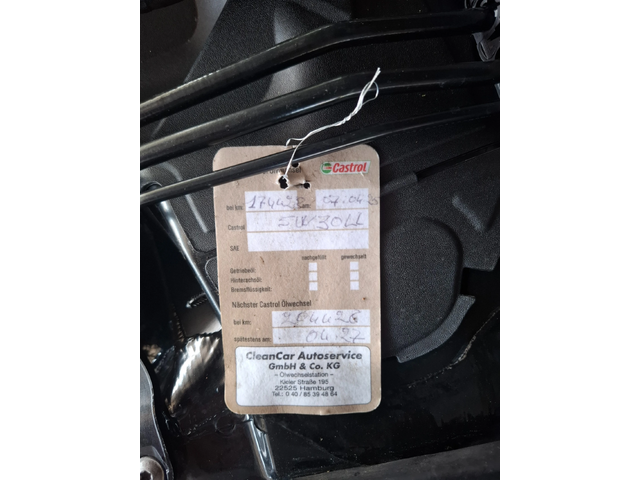 Castrol
bei km: 07.04.25
Castrol 5W30LL
SAE
nachgefüllt gewechselt
Getriebeöl:
Hinterachsöl:
Bremsflüssigkeit:
Nächster Castrol Ölwechsel
bei km: 204426
spätestens am: 04.27
CleanCar Autoservice
GmbH & Co. KG
– Ölwechselstation –
Kieler Straße 195
22525 Hamburg
Tel.: 0 40 / 85 39 48 64